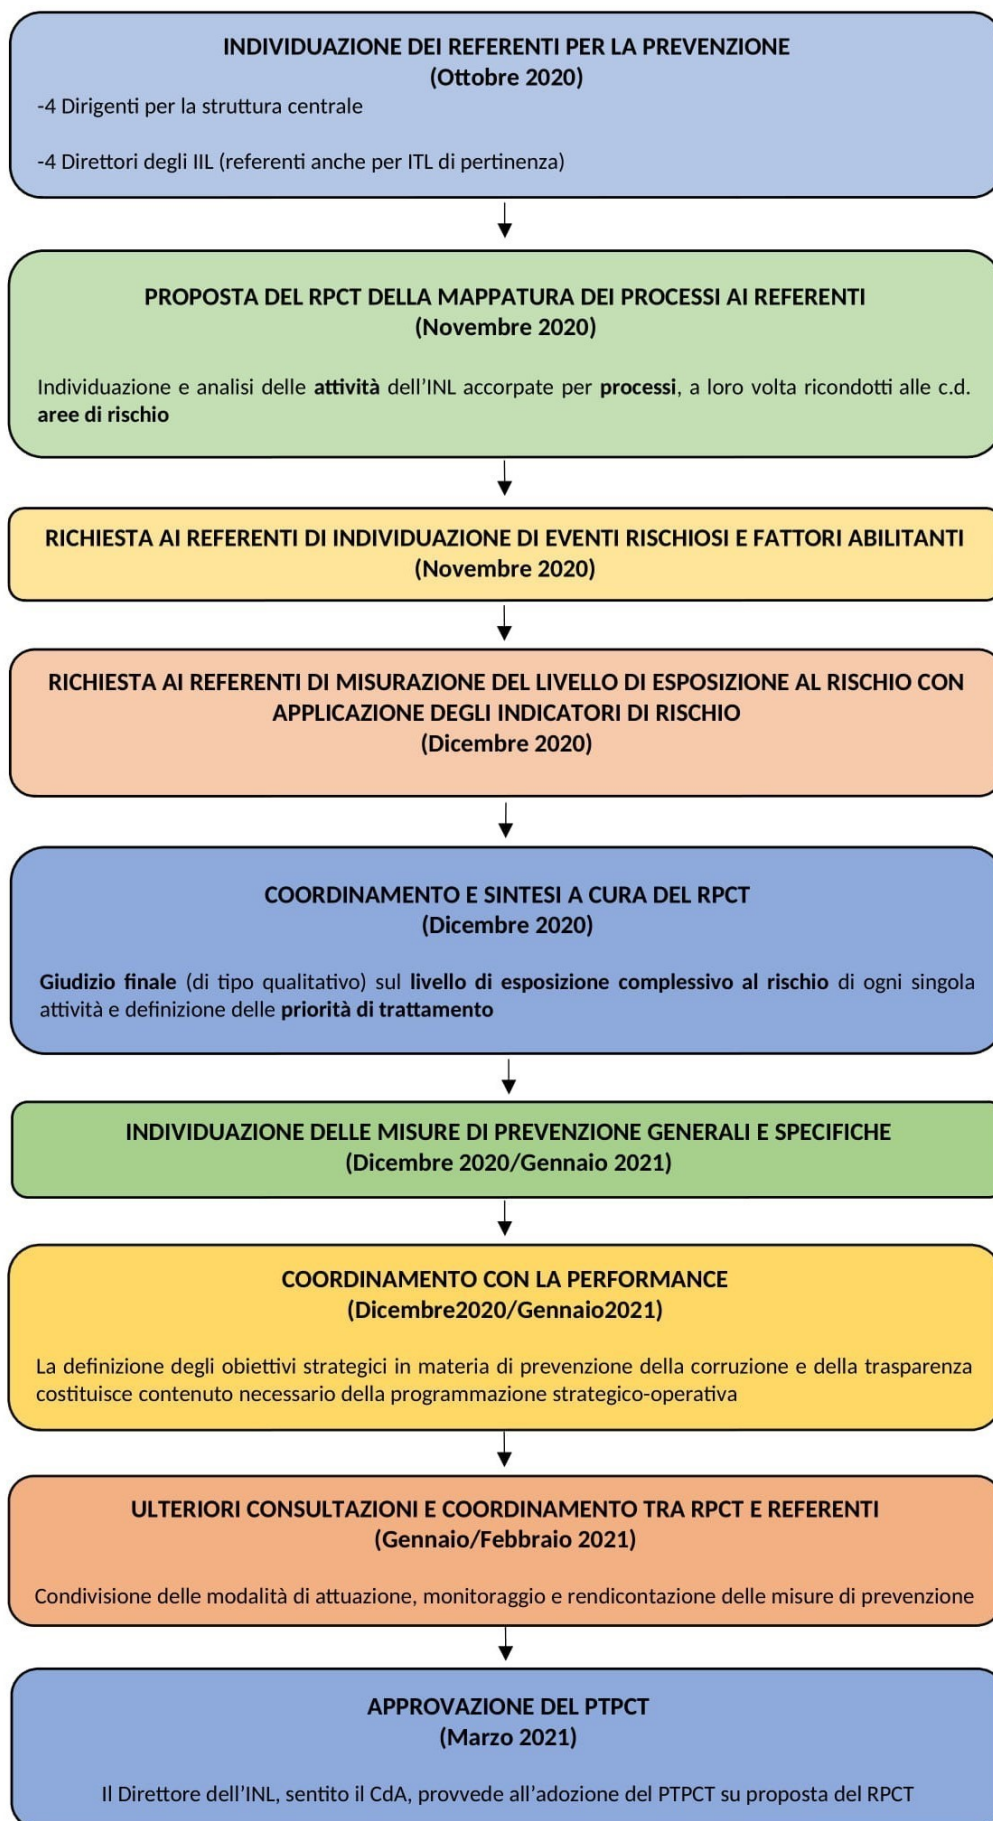 INDIVIDUAZIONE DEI REFERENTI PER LA PREVENZIONE
(Ottobre 2020)
-4 Dirigenti per la struttura centrale
-4 Direttori degli IIL (referenti anche per ITL di pertinenza)
PROPOSTA DEL RPCT DELLA MAPPATURA DEI PROCESSI AI REFERENTI
(Novembre 2020)
Individuazione e analisi delle attività dell’INL accorpate per processi, a loro volta ricondotti alle c.d.
aree di rischio
RICHIESTA AI REFERENTI DI INDIVIDUAZIONE DI EVENTI RISCHIOSI E FATTORI ABILITANTI
(Novembre 2020)
RICHIESTA AI REFERENTI DI MISURAZIONE DEL LIVELLO DI ESPOSIZIONE AL RISCHIO CON
APPLICAZIONE DEGLI INDICATORI DI RISCHIO
(Dicembre 2020)
COORDINAMENTO E SINTESI A CURA DEL RPCT
(Dicembre 2020)
Giudizio finale (di tipo qualitativo) sul livello di esposizione complessivo al rischio di ogni singola
attività e definizione delle priorità di trattamento
INDIVIDUAZIONE DELLE MISURE DI PREVENZIONE GENERALI E SPECIFICHE
(Dicembre 2020/Gennaio 2021)
COORDINAMENTO CON LA PERFORMANCE
(Dicembre2020/Gennaio2021)
La definizione degli obiettivi strategici in materia di prevenzione della corruzione e della trasparenza
costituisce contenuto necessario della programmazione strategico-operativa
ULTERIORI CONSULTAZIONI E COORDINAMENTO TRA RPCT E REFERENTI
(Gennaio/Febbraio 2021)
Condivisione delle modalità di attuazione, monitoraggio e rendicontazione delle misure di prevenzione
APPROVAZIONE DEL PTPCT
(Marzo 2021)
Il Direttore dell’INL, sentito il CdA, provvede all’adozione del PTPCT su proposta del RPCT